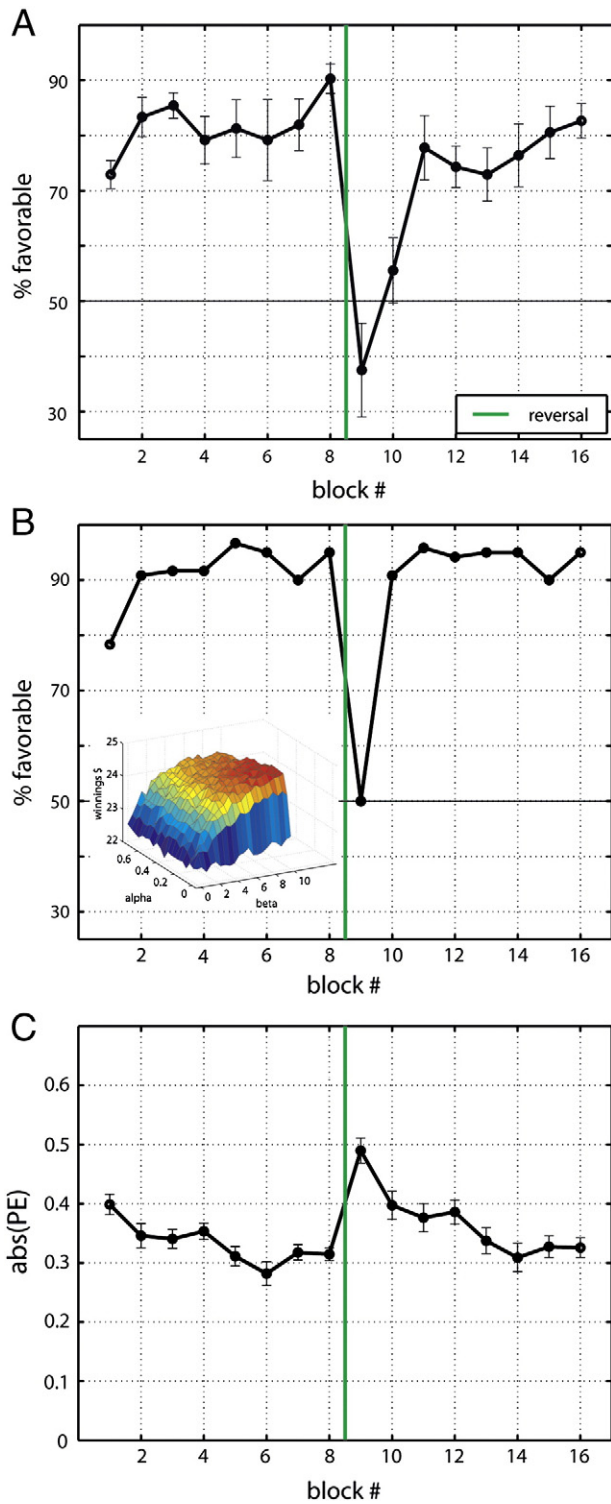 A
90
70
50
30
% favorable
2 4 6 8 10 12 14 16
block #
reversal
B
90
70
50
30
% favorable
25
24
23
22
winnings $
0.6
0.4
0.2
0
alpha
0 2 4 6 8 10
beta
2 4 6 8 10 12 14 16
block #
C
0.6
0.5
0.4
0.3
0.2
0.1
0
abs(PE)
2 4 6 8 10 12 14 16
block #